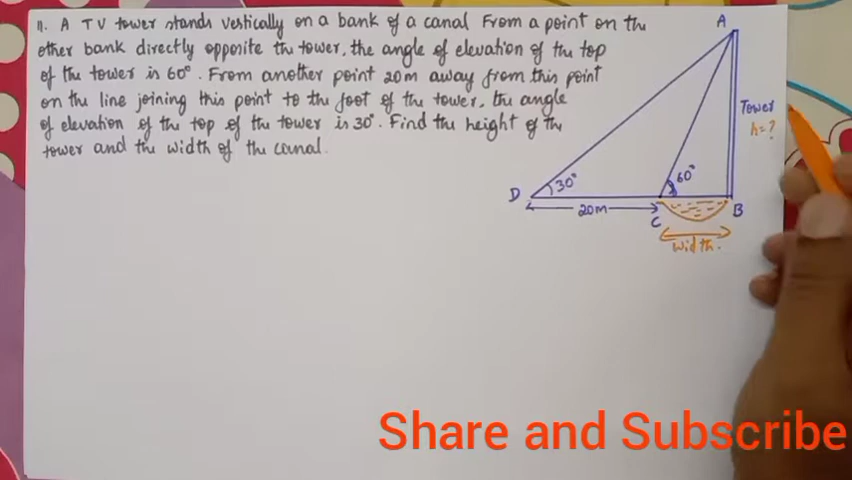 11. A TV tower stands vertically on a bank of a canal From a point on the
other bank directly opposite the tower, the angle of elevation of the top
of the tower is 60°. From another point 20m away from this point
on the line joining this point to the foot of the tower, the angle
of elevation of the top of the tower is 30°. Find the height of the
tower and the width of the canal.
A
Tower
h=?
60°
30°
D
20m
C
B
width.
Share and Subscribe